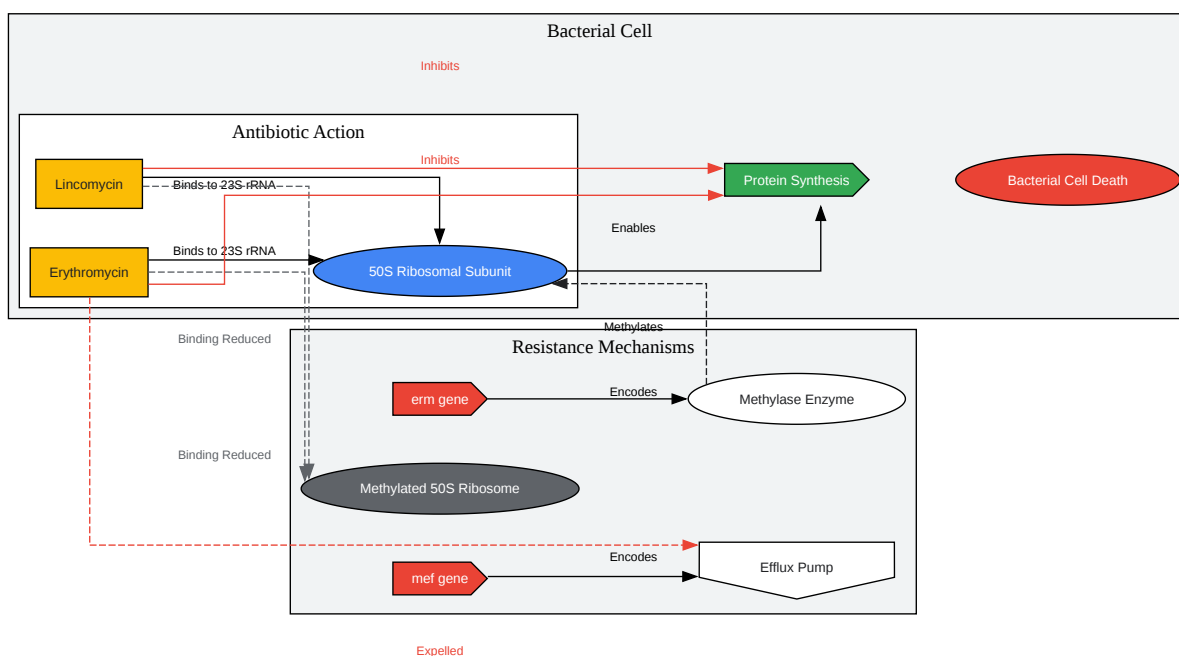 Bacterial Cell
Inhibits
Antibiotic Action
Inhibits
Lincomycin
Binds to 23S rRNA
Protein Synthesis
Bacterial Cell Death
Enables
Binds to 23S rRNA
Erythromycin
50S Ribosomal Subunit
Methylates
Binding Reduced
Resistance Mechanisms
erm gene
Encodes
Methylase Enzyme
Binding Reduced
Methylated 50S Ribosome
Encodes
Efflux Pump
mef gene
Expelled